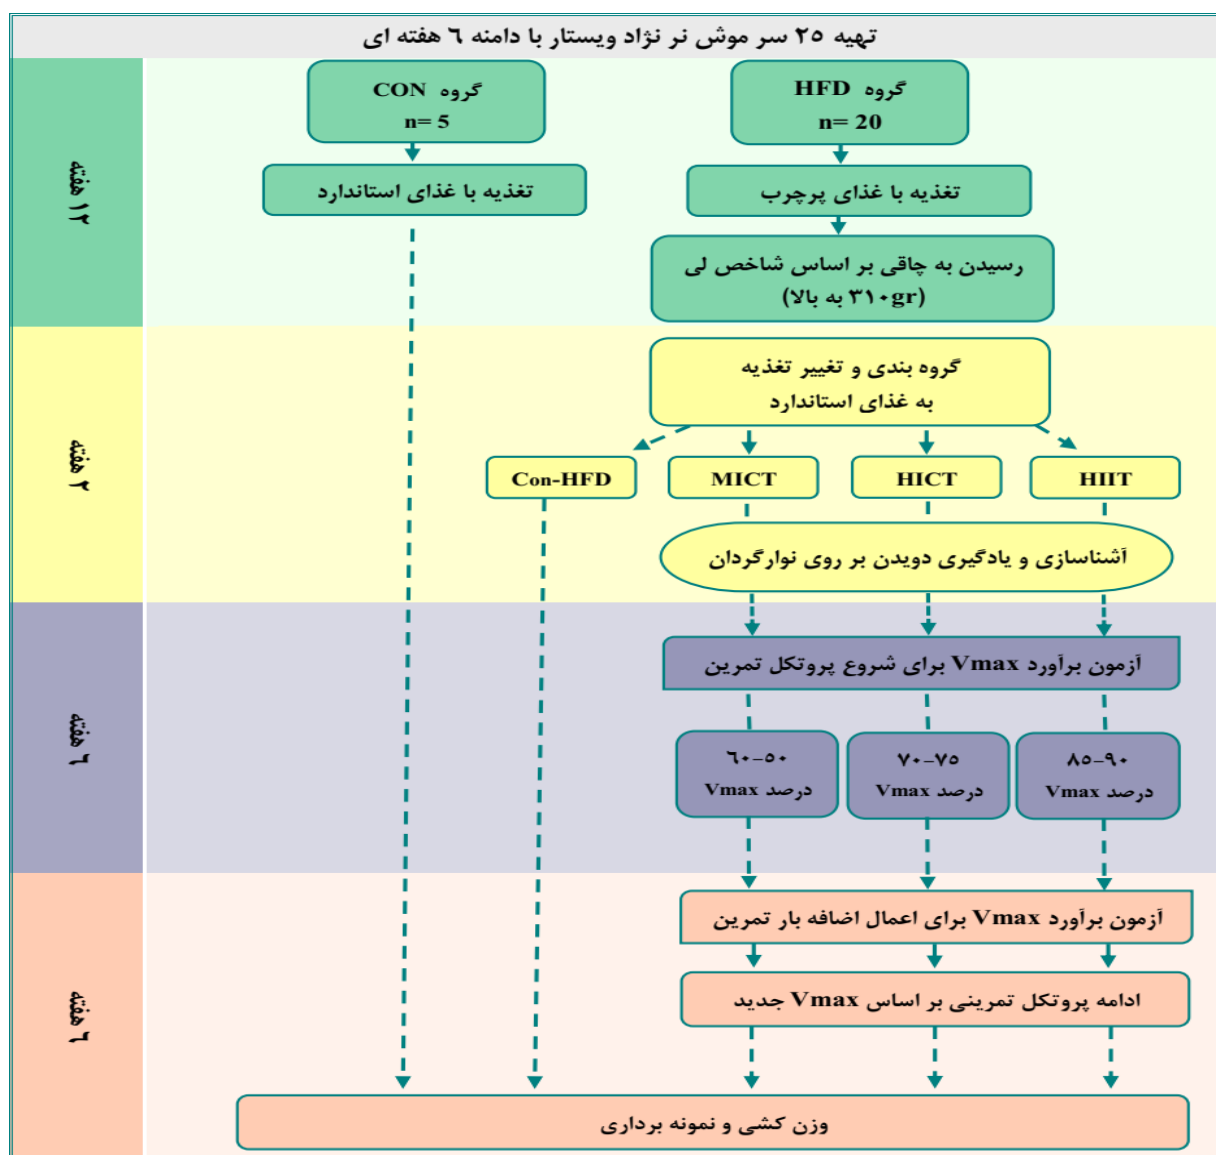 تهیه ۲۵ سر موش نر نژاد ویستار با دامنه ٦ هفته ای
گروه HFD
n= 20
گروه CON
n= 5
۱۲ هفته
تغذیه با غذای پرچرب
تغذیه با غذای استاندارد
رسیدن به چاقی بر اساس شاخص لی
(۳۱۰gr به بالا)
گروه بندی و تغییر تغذیه
به غذای استاندارد
۲ هفته
HIIT
HICT
MICT
Con-HFD
آشناسازی و یادگیری دویدن بر روی نوارگردان
آزمون برآورد Vmax برای شروع پروتکل تمرین
٦ هفته
۸۵-۹۰
درصد Vmax
۷۰-۷۵
درصد Vmax
٦۰-۵۰
درصد Vmax
آزمون برآورد Vmax برای اعمال اضافه بار تمرین
ادامه پروتکل تمرینی بر اساس Vmax جدید
٦ هفته
وزن کشی و نمونه برداری